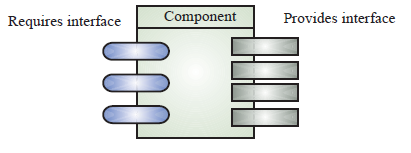 Requires interface
Component
Provides interface